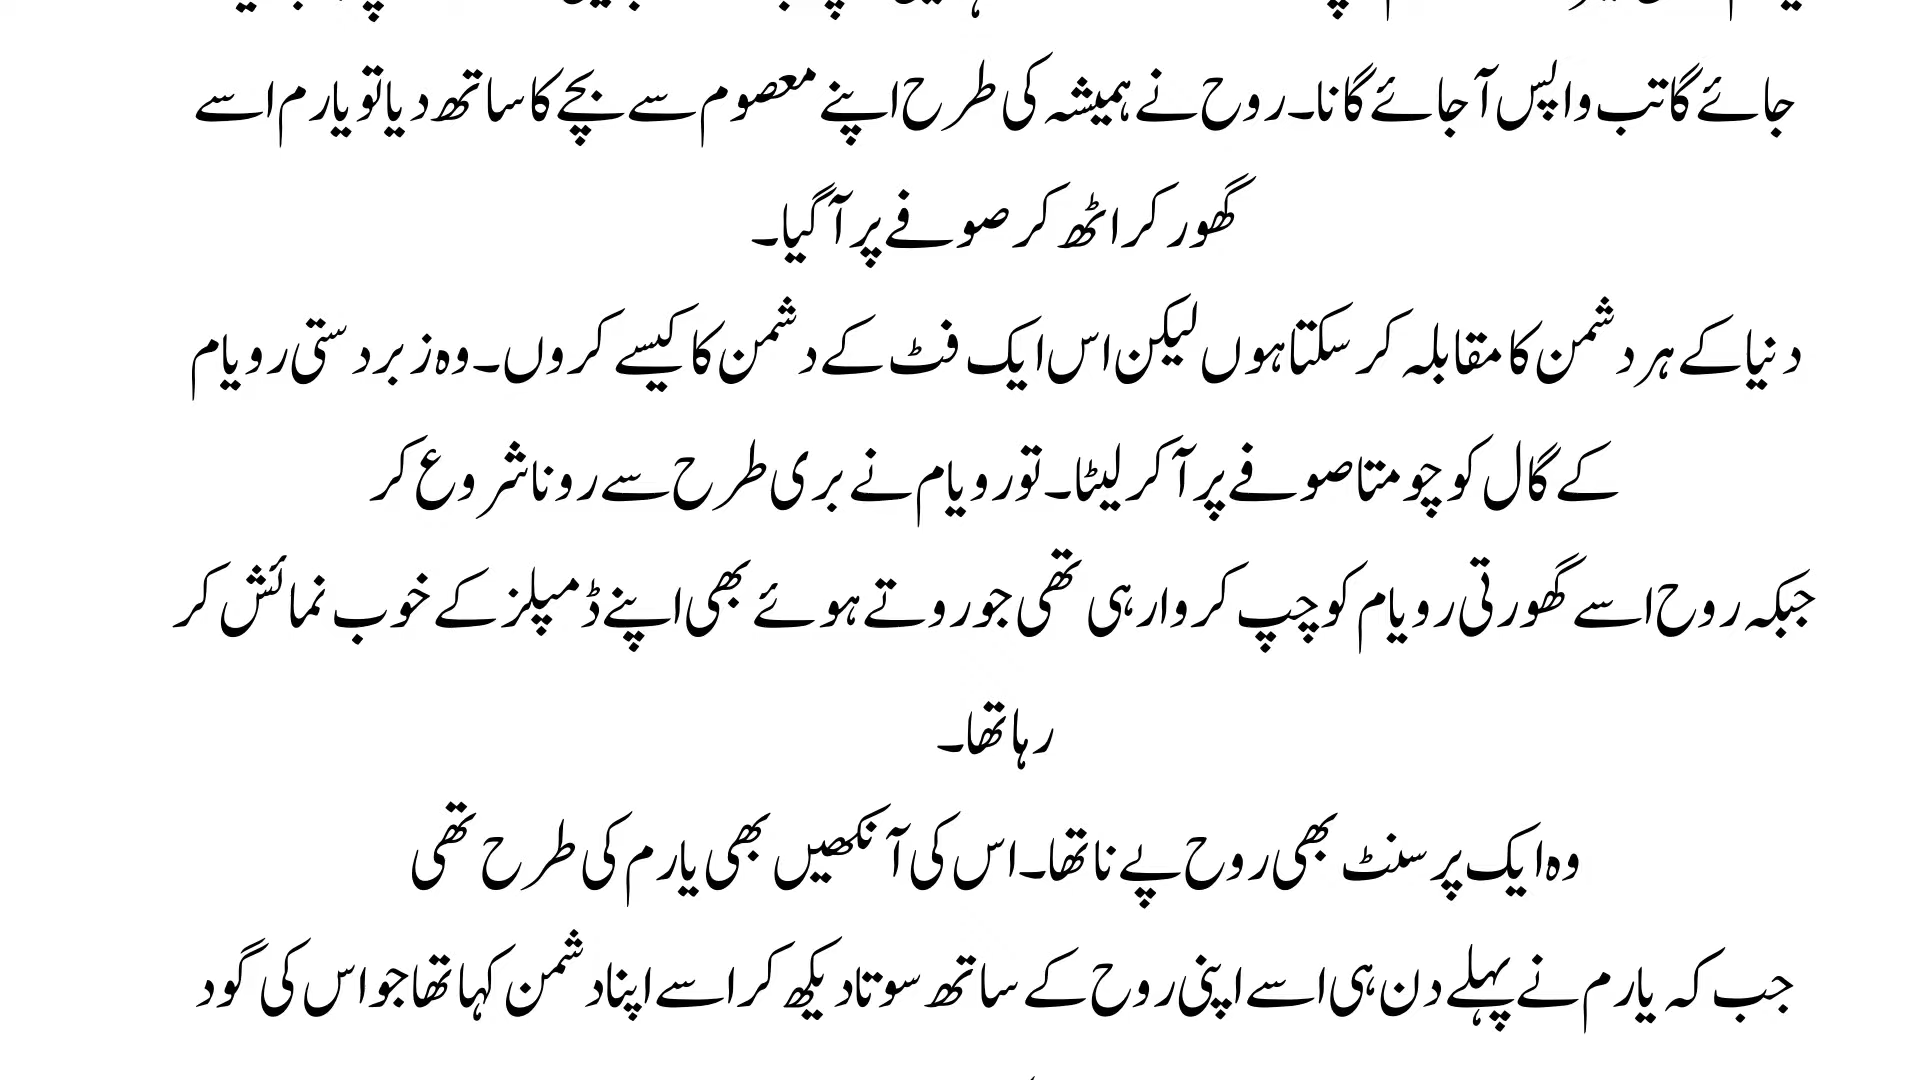 جائے گا تب واپس آ جائے گا نا۔ روح نے ہمیشہ کی طرح اپنے معصوم سے بچے کا ساتھ دیا تو یارم اسے
گھور کر اٹھ کر صوفے پر آ گیا۔
دنیا کے ہر دشمن کا مقابلہ کر سکتا ہوں لیکن اس ایک فٹ کے دشمن کا کیسے کروں۔ وہ زبردستی رویام
کے گال کو چومتا صوفے پر آ کر لیٹا۔ تو رویام نے بری طرح سے رونا شروع کر
جبکہ روح اسے گھورتی رویام کو چپ کروا رہی تھی جو روتے ہوئے بھی اپنے ڈمپلز کے خوب نمائش کر
رہا تھا۔
وہ ایک پرسنٹ بھی روح پے نا تھا۔ اس کی آنکھیں بھی یارم کی طرح تھی
جب کہ یارم نے پہلے دن ہی اسے اپنی روح کے ساتھ سوتا دیکھ کر اسے اپنا دشمن کہا تھا جو اس کی گود